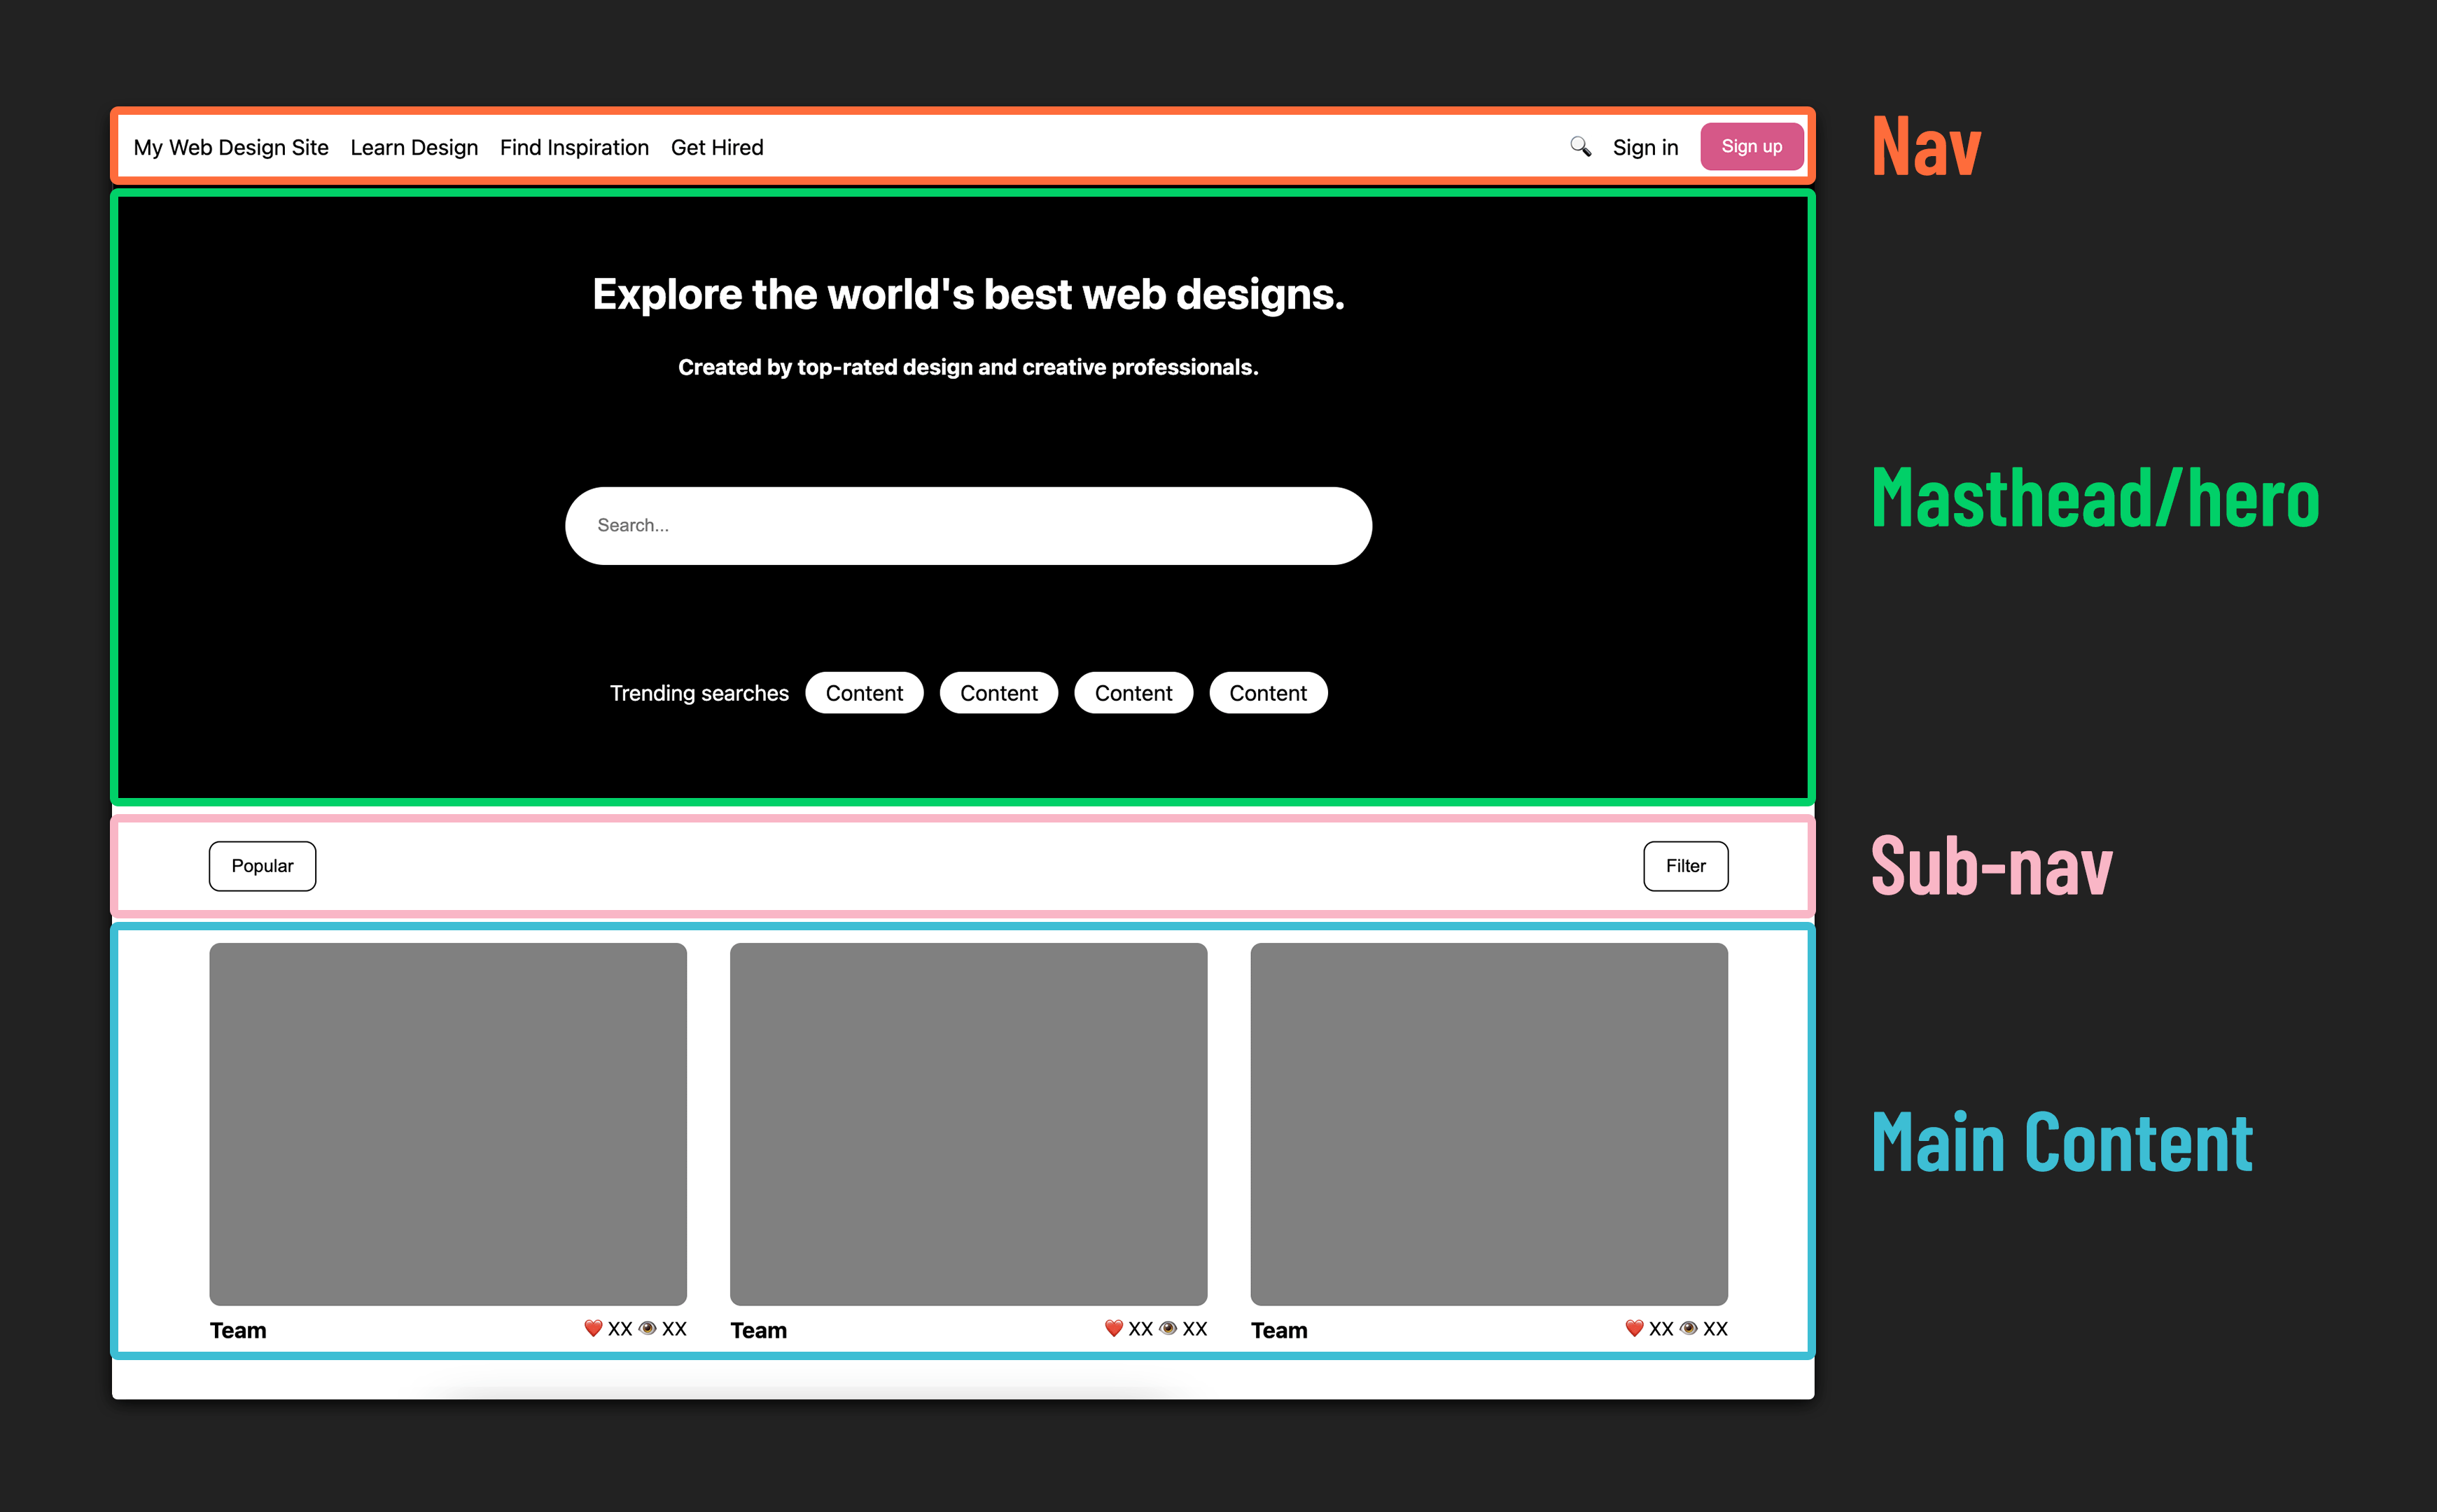 My Web Design Site Learn Design Find Inspiration Get Hired Sign in Sign up
Nav
Explore the world's best web designs.
Created by top-rated design and creative professionals.
Masthead/hero
Search...
Trending searches Content Content Content Content
Popular Filter
Sub-nav
Main Content
Team ❤️ XX 👁️ XX Team ❤️ XX 👁️ XX Team ❤️ XX 👁️ XX